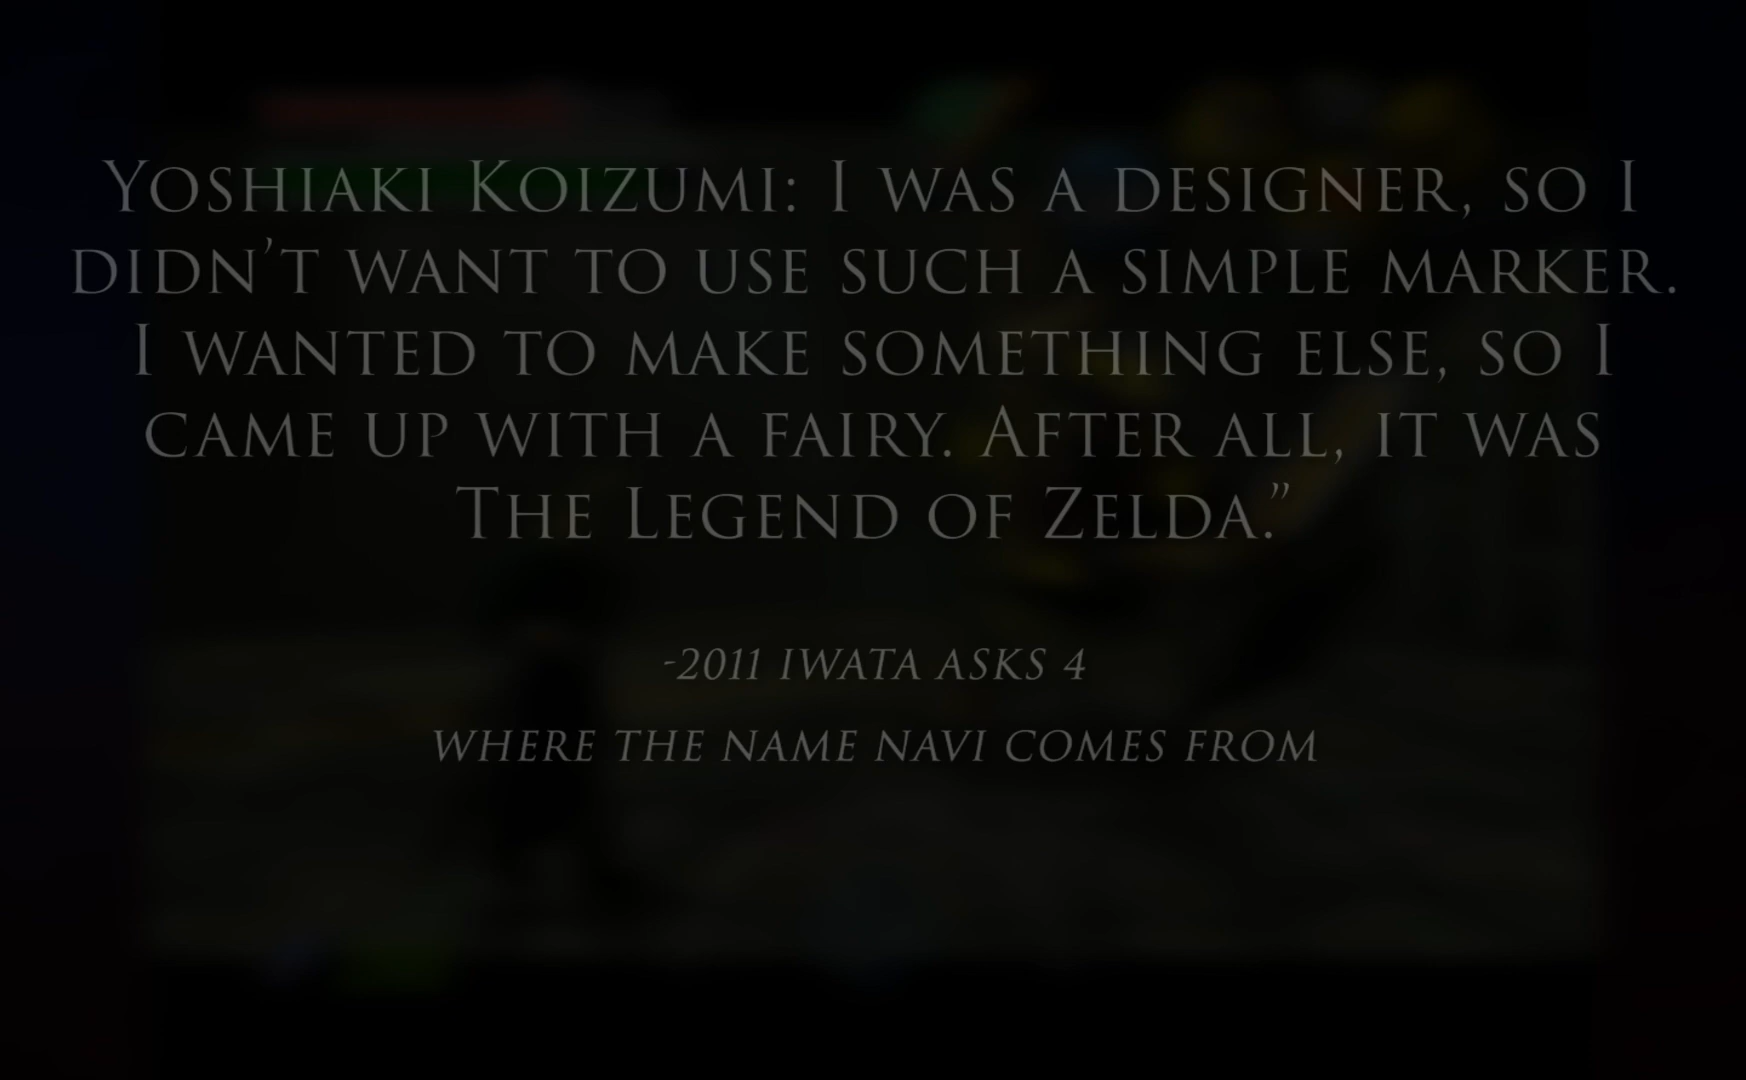 Yoshiaki Koizumi: I was a designer, so I
didn’t want to use such a simple marker.
I wanted to make something else, so I
came up with a fairy. After all, it was
The Legend of Zelda.”
-2011 Iwata Asks 4
Where the name Navi comes from